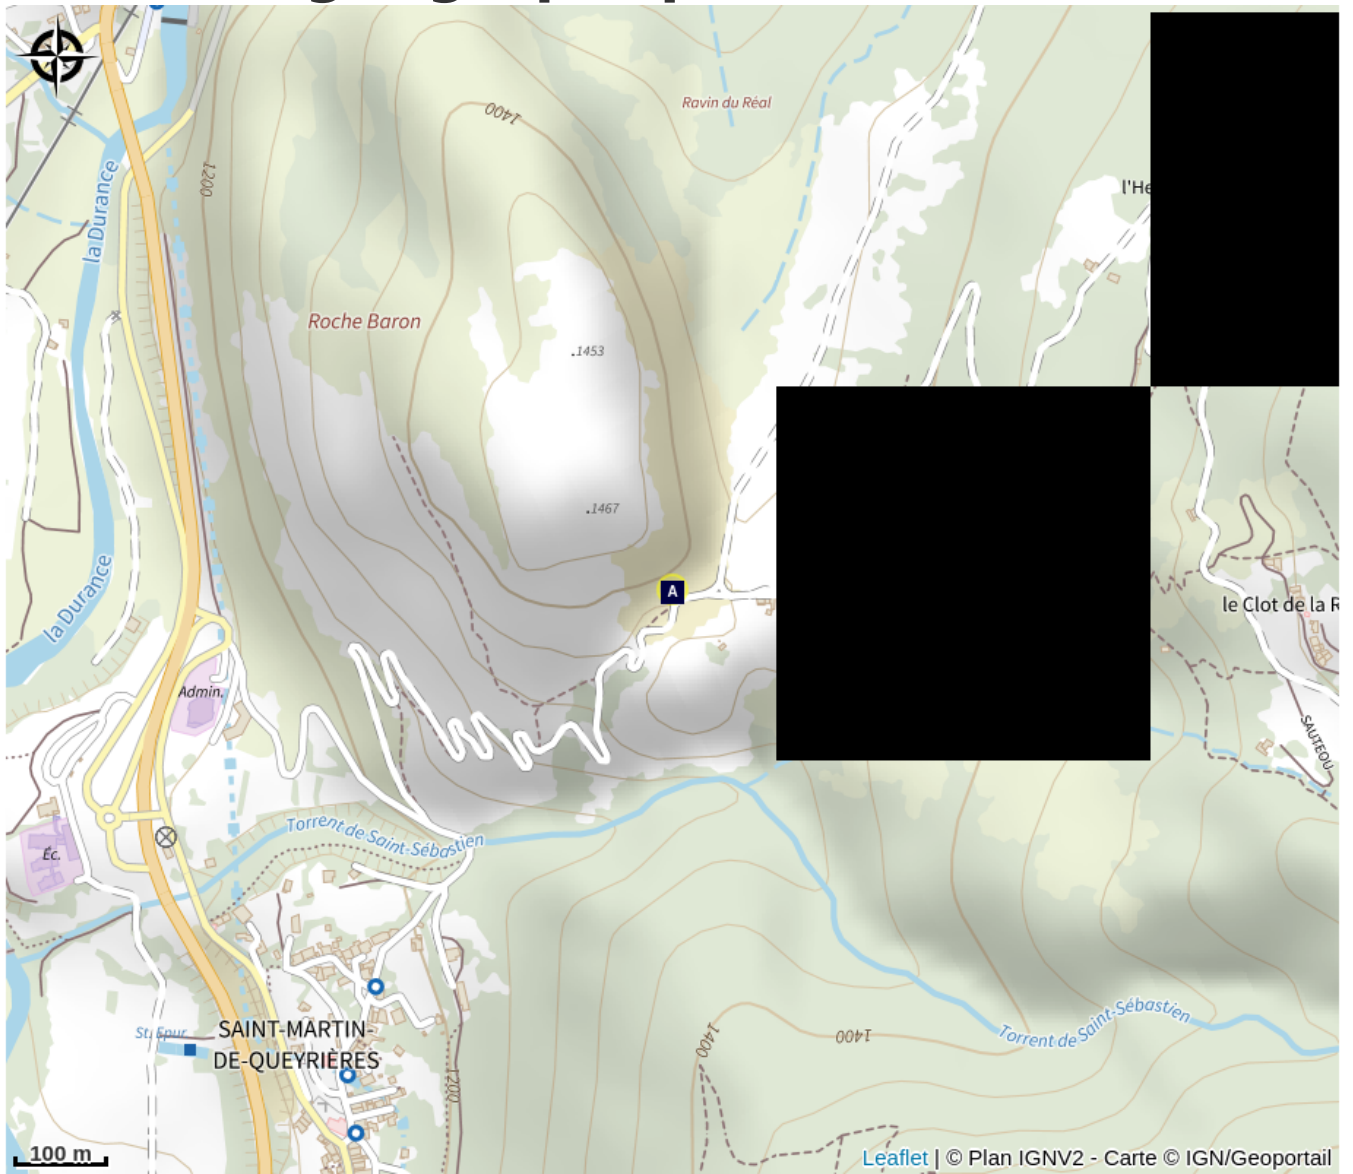 1400
Ravin du Réal
1200
l'He
la Durance
Roche Baron
.1453
.1467
A
la Durance
le Clot de la R
Admin.
SAUTEOU
Torrent de Saint-Sébastien
Éc.
St. Epur.
SAINT-MARTIN-
DE-QUEYRIÈRES
1400
1400
Torrent de Saint-Sébastien
1200
100 m
Leaflet | © Plan IGNV2 - Carte © IGN/Geoportail